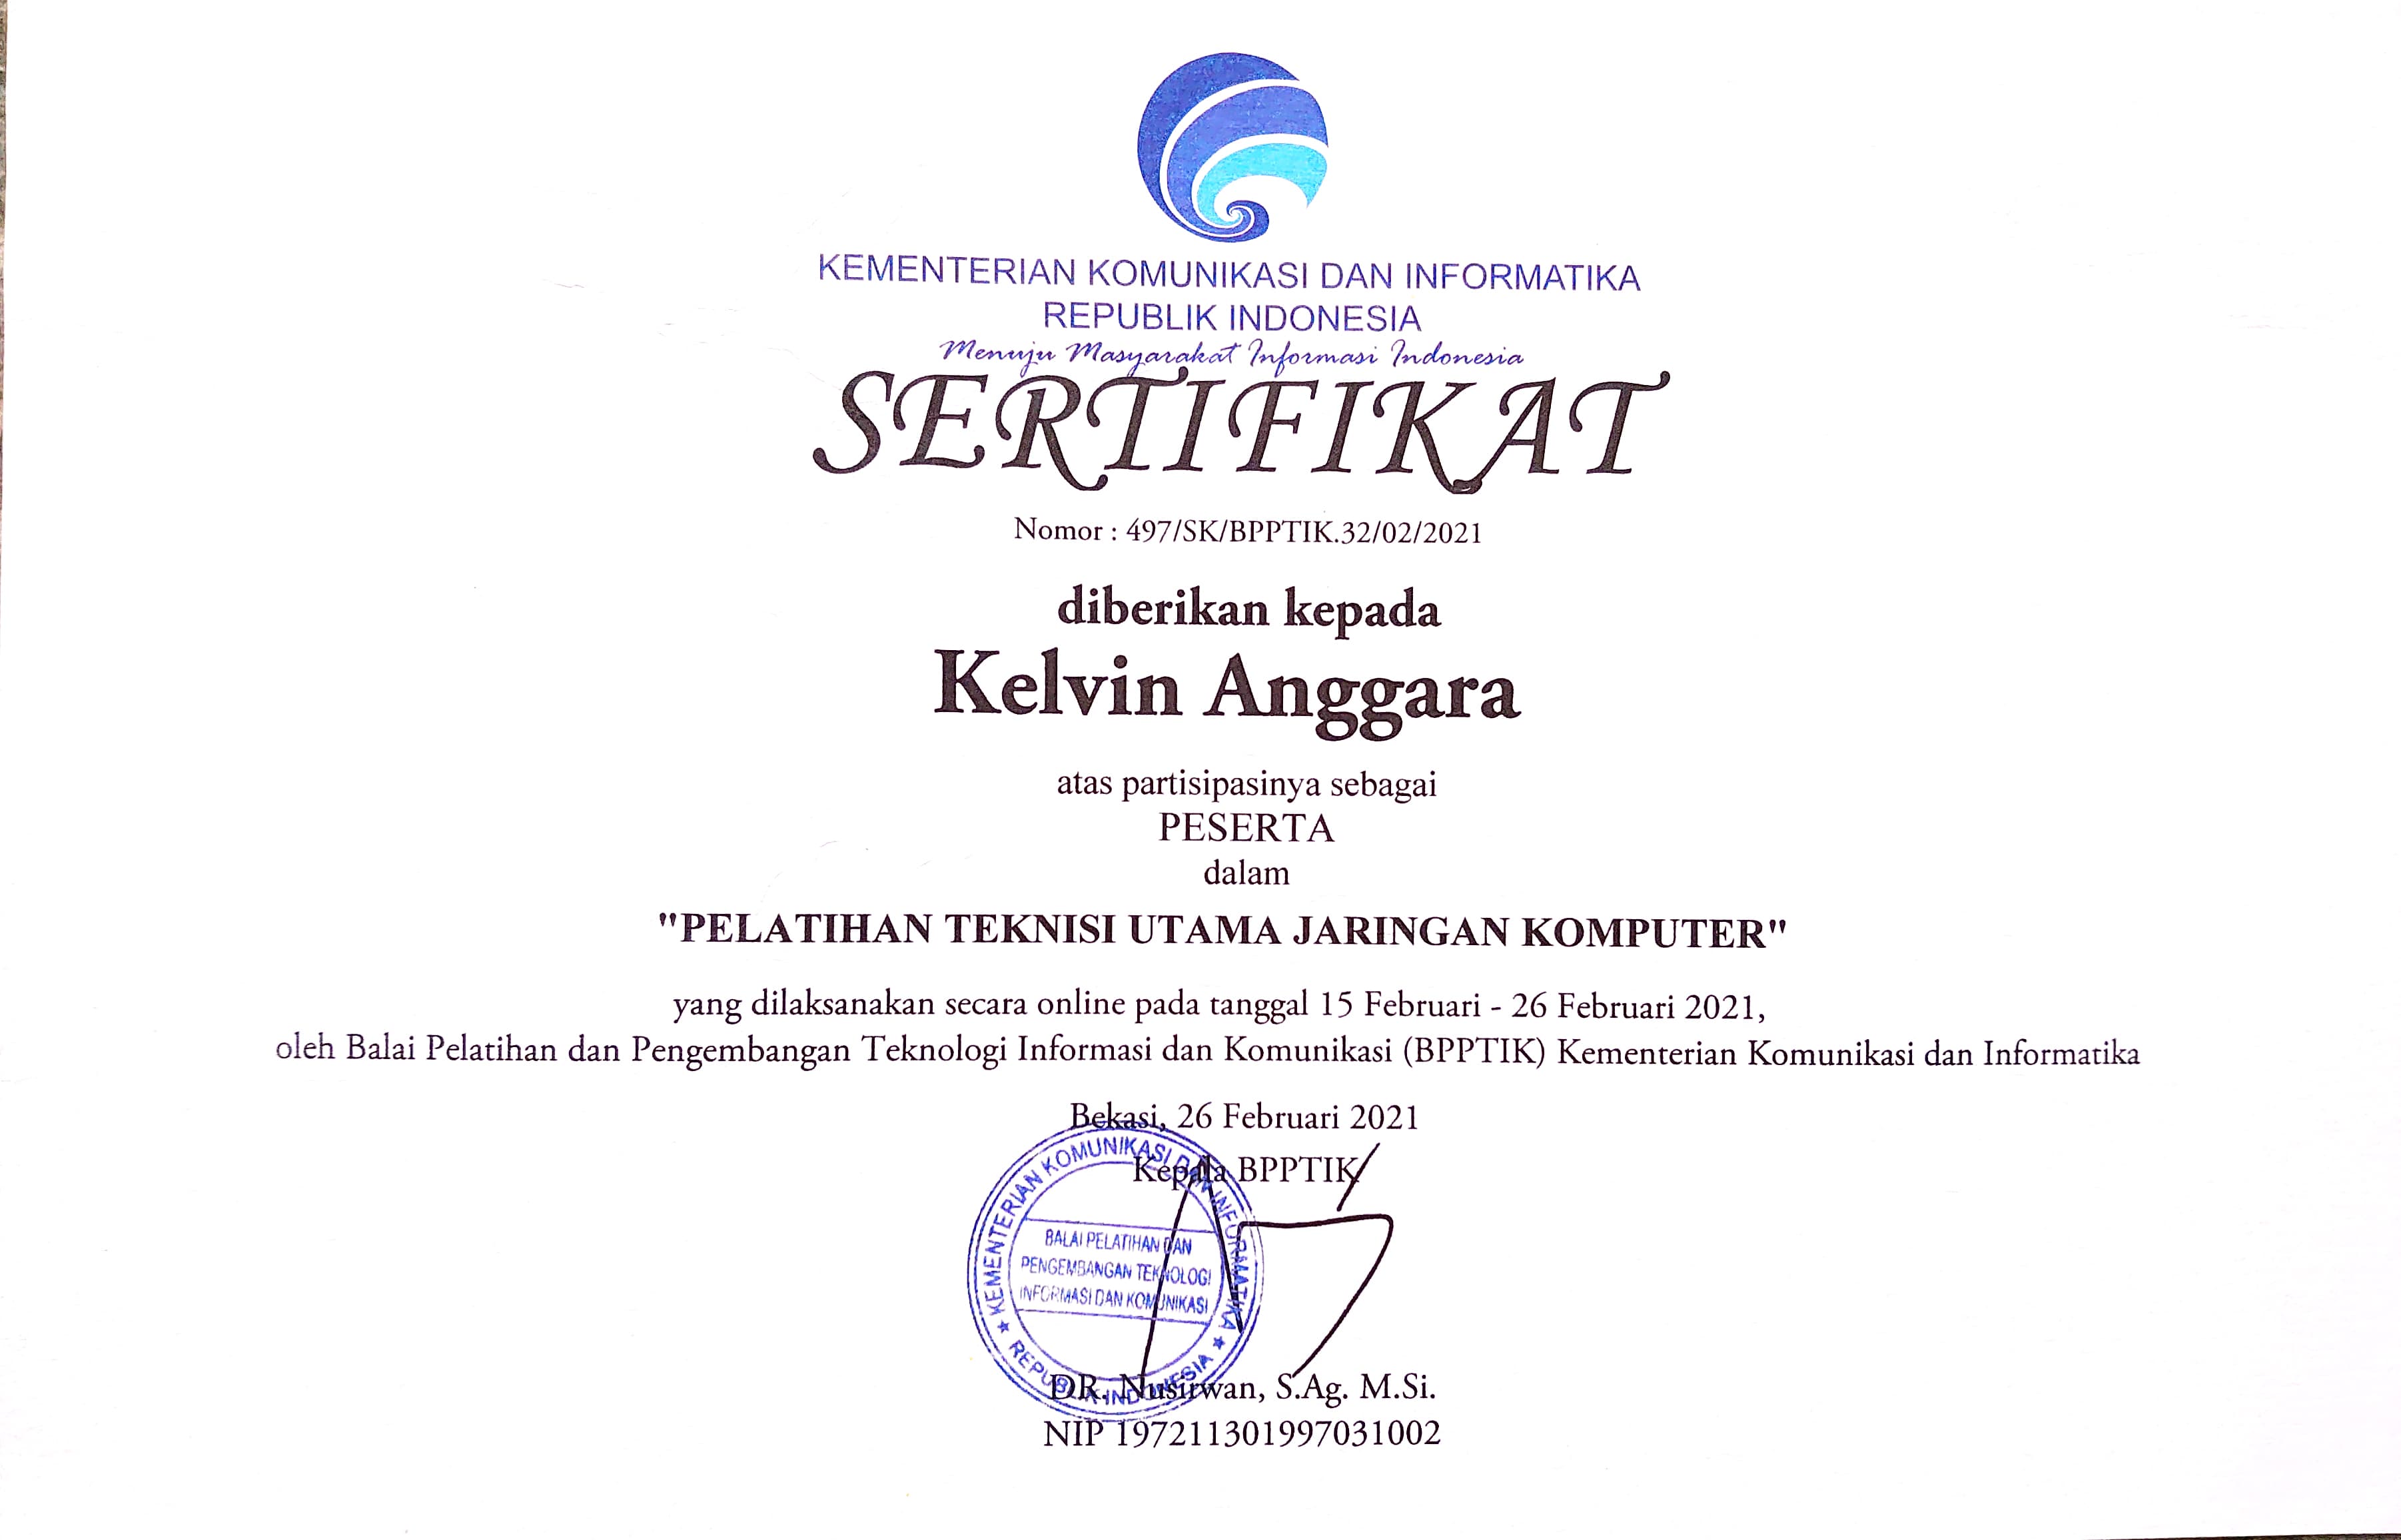 KEMENTERIAN KOMUNIKASI DAN INFORMATIKA
REPUBLIK INDONESIA
Menuju Masyarakat Informasi Indonesia
SERTIFIKAT
Nomor : 497/SK/BPPTIK.32/02/2021
diberikan kepada
Kelvin Anggara
atas partisipasinya sebagai
PESERTA
dalam
"PELATIHAN TEKNISI UTAMA JARINGAN KOMPUTER"
yang dilaksanakan secara online pada tanggal 15 Februari - 26 Februari 2021,
oleh Balai Pelatihan dan Pengembangan Teknologi Informasi dan Komunikasi (BPPTIK) Kementerian Komunikasi dan Informatika
Bekasi, 26 Februari 2021
Kepala BPPTIK
KEMENTERIAN KOMUNIKASI DAN INFORMATIKA
BALAI PELATIHAN DAN
PENGEMBANGAN TEKNOLOGI
INFORMASI DAN KOMUNIKASI
REPUBLIK INDONESIA
DR. Nusirwan, S.Ag. M.Si.
NIP 197211301997031002